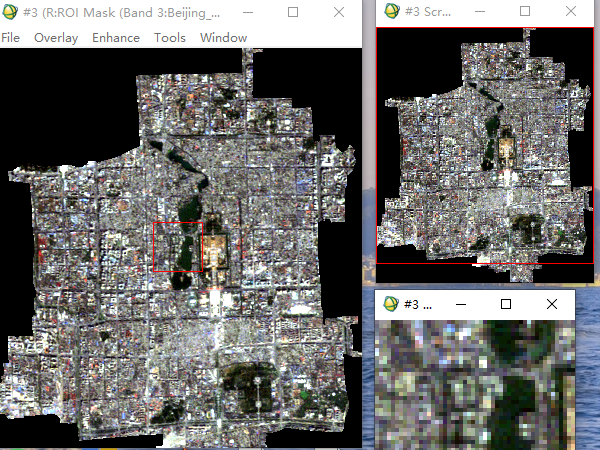 #3 (R:ROI Mask (Band 3:Beijing_...
File Overlay Enhance Tools Window
#3 Scr...
#3 ...